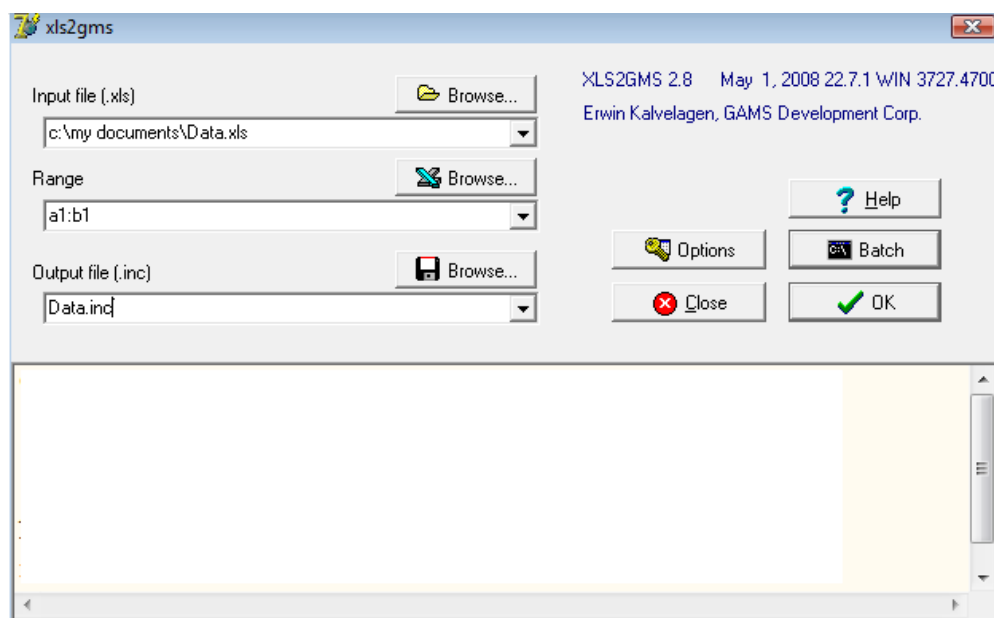 xls2gms
Input file (.xls)
Browse...
c:\my documents\Data.xls
Range
Browse...
a1:b1
Output file (.inc)
Browse...
Data.inc
XLS2GMS 2.8 May 1, 2008 22.7.1 WIN 3727.4700
Erwin Kalvelagen, GAMS Development Corp.
Help
Options
Batch
Close
OK